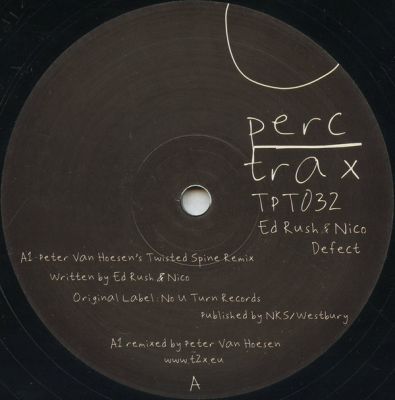 perc
trax
TPT032
Ed Rush & Nico
Defect
A1-Peter Van Hoesen's Twisted Spine Remix
Written by Ed Rush & Nico
Original Label: No U Turn Records
Published by NKS/Westbury
A1 remixed by Peter Van Hoesen
www.t2x.eu
A